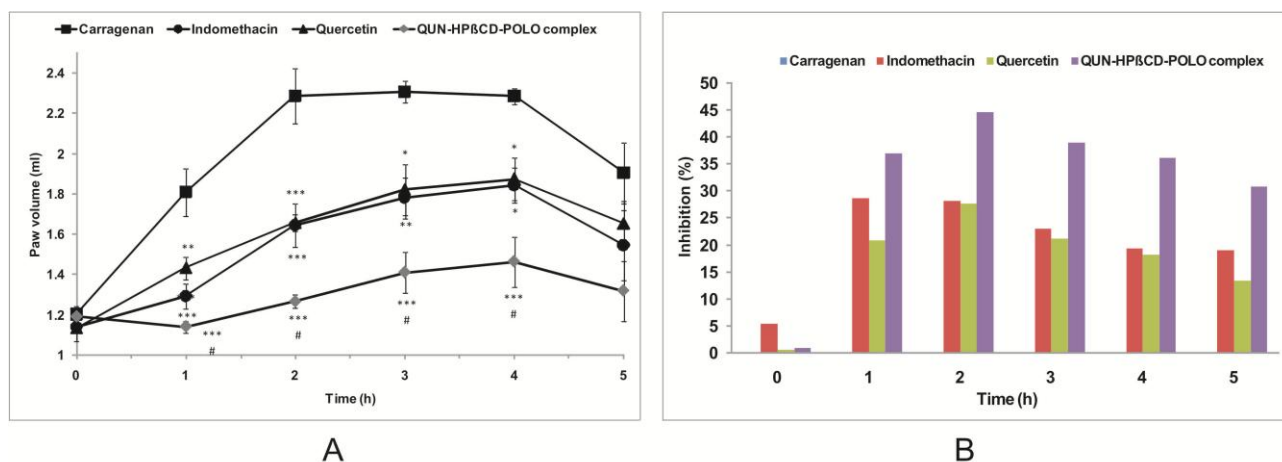 Carragenan Indomethacin Quercetin QUN-HPßCD-POLO complex
Paw volume (ml)
2.4
2.2
2
1.8
1.6
1.4
1.2
1
*** *
** *** * *
*** *** **
*** # *** # *** # *** #
0 1 2 3 4 5
Time (h)
A
Carragenan Indomethacin Quercetin QUN-HPßCD-POLO complex
Inhibition (%)
50
45
40
35
30
25
20
15
10
5
0
0 1 2 3 4 5
Time (h)
B